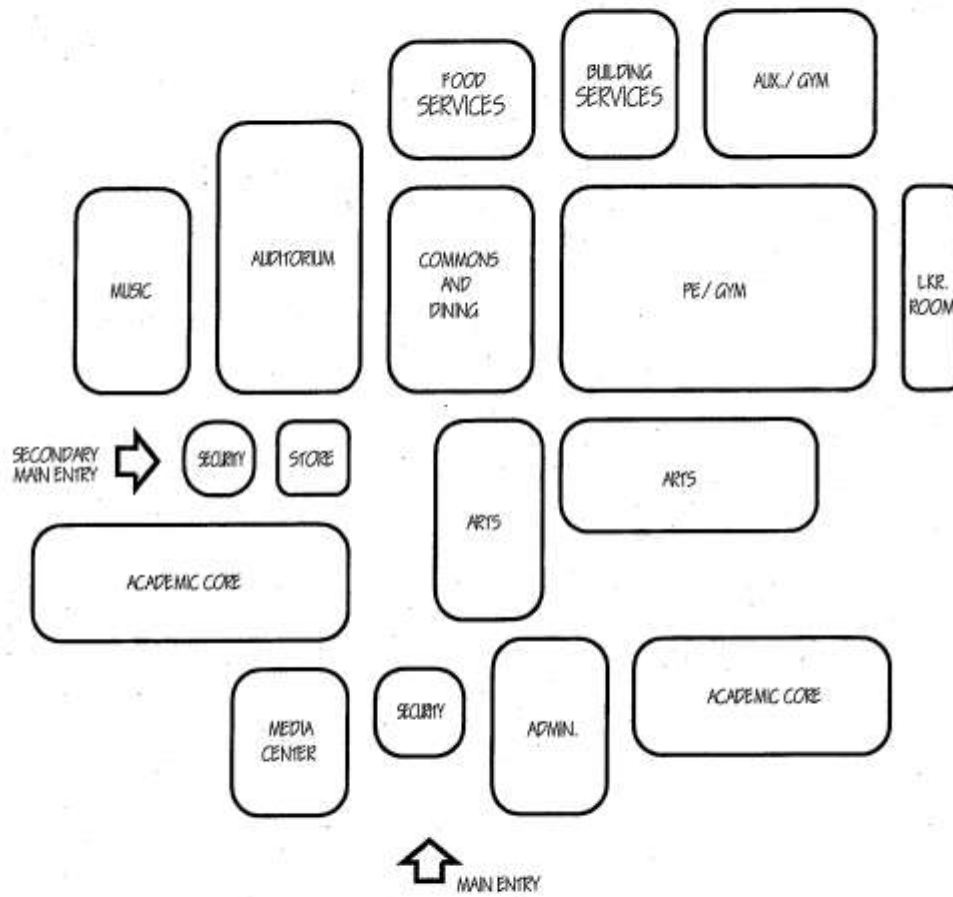 FOOD
SERVICES
BUILDING
SERVICES
AUX./ GYM
MUSIC
AUDITORIUM
COMMONS
AND
DINING
PE/ GYM
LKR.
ROOM
SECONDARY
MAIN ENTRY
SECURITY
STORE
ARTS
ARTS
ACADEMIC CORE
MEDIA
CENTER
SECURITY
ADMIN.
ACADEMIC CORE
MAIN ENTRY